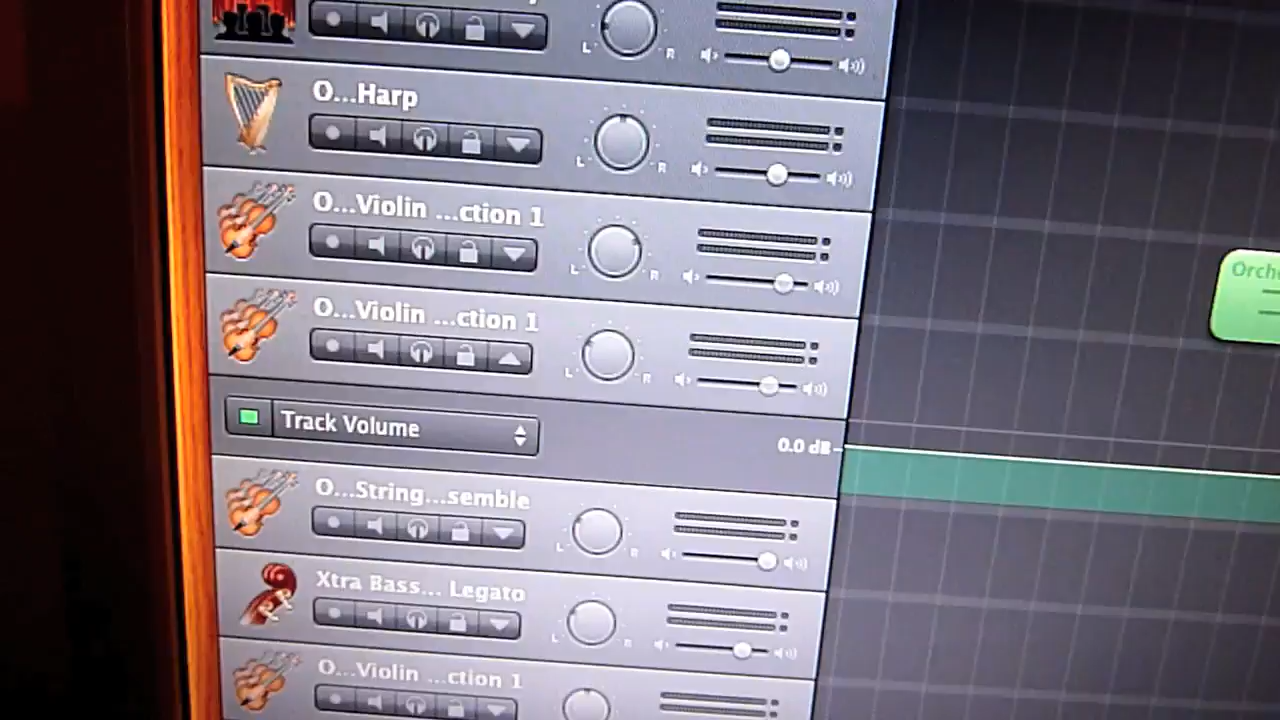 L R
O...Harp
L R
O...Violin ...ction 1
L R
Orche
O...Violin ...ction 1
L R
Track Volume
0.0 dB
O...String...semble
L R
Xtra Bass... Legato
L R
O...Violin ...ction 1